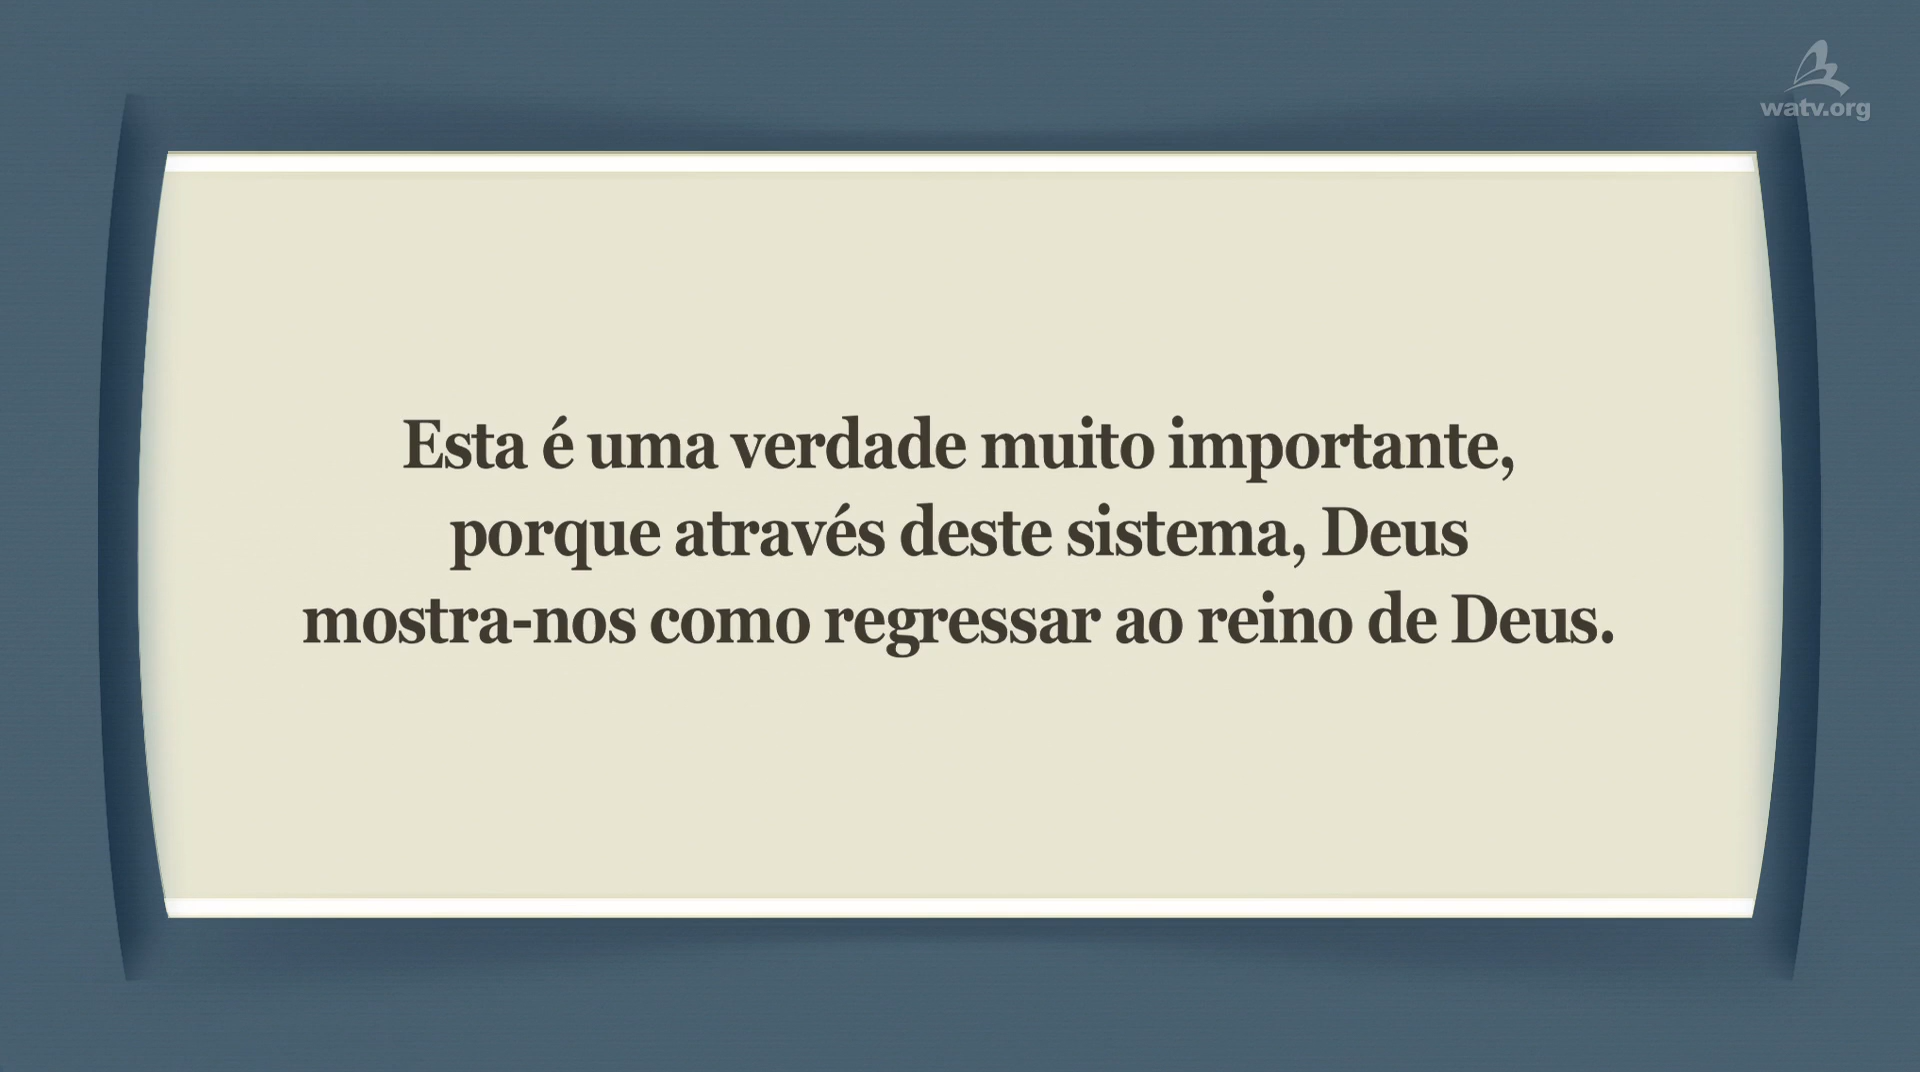 watv.org
Esta é uma verdade muito importante,
porque através deste sistema, Deus
mostra-nos como regressar ao reino de Deus.